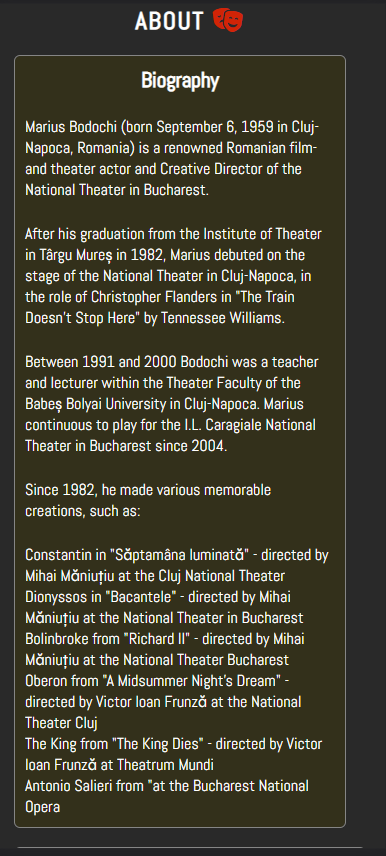 ABOUT
Biography
Marius Bodochi (born September 6, 1959 in Cluj-
Napoca, Romania) is a renowned Romanian film-
and theater actor and Creative Director of the
National Theater in Bucharest.
After his graduation from the Institute of Theater
in Târgu Mureș in 1982, Marius debuted on the
stage of the National Theater in Cluj-Napoca, in
the role of Christopher Flanders in "The Train
Doesn't Stop Here" by Tennessee Williams.
Between 1991 and 2000 Bodochi was a teacher
and lecturer within the Theater Faculty of the
Babeș Bolyai University in Cluj-Napoca. Marius
continuous to play for the I.L. Caragiale National
Theater in Bucharest since 2004.
Since 1982, he made various memorable
creations, such as:
Constantin in "Săptamâna luminată" - directed by
Mihai Măniuțiu at the Cluj National Theater
Dionyssos in "Bacantele" - directed by Mihai
Măniuțiu at the National Theater in Bucharest
Bolinbroke from "Richard II" - directed by Mihai
Măniuțiu at the National Theater Bucharest
Oberon from "A Midsummer Night's Dream" -
directed by Victor Ioan Frunză at the National
Theater Cluj
The King from "The King Dies" - directed by Victor
Ioan Frunză at Theatrum Mundi
Antonio Salieri from "at the Bucharest National
Opera